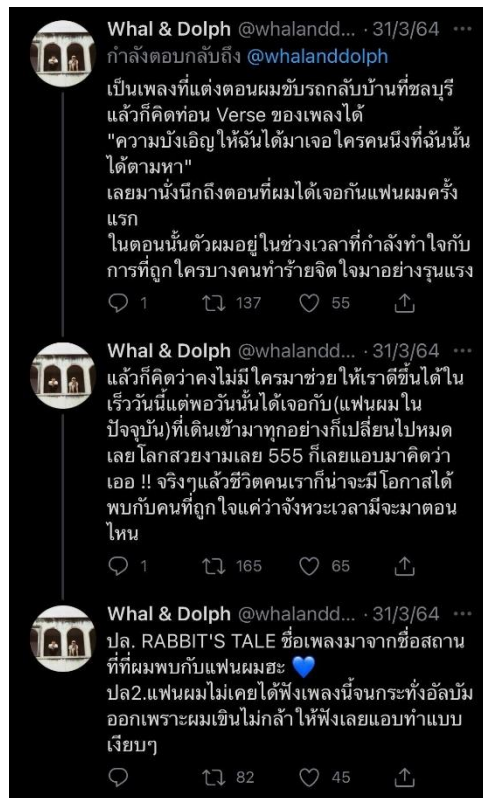 Whal & Dolph @whalandd... · 31/3/64 ···
กำลังตอบกลับถึง @whalanddolph
เป็นเพลงที่แต่งตอนผมขับรถกลับบ้านที่ชลบุรี
แล้วก็คิดท่อน Verse ของเพลงได้
"ความบังเอิญให้ฉันได้มาเจอใครคนนึงที่ฉันนั้น
ได้ตามหา"
เลยมานั่งนึกถึงตอนที่ผมได้เจอกันแฟนผมครั้ง
แรก
ในตอนนั้นตัวผมอยู่ในช่วงเวลาที่กำลังทำใจกับ
การที่ถูกใครบางคนทำร้ายจิตใจมาอย่างรุนแรง
1 137 55
Whal & Dolph @whalandd... · 31/3/64 ···
แล้วก็คิดว่าคงไม่มีใครมาช่วยให้เราดีขึ้นได้ใน
เร็ววันนี้แต่พอวันนั้นได้เจอกับ(แฟนผมใน
ปัจจุบัน)ที่เดินเข้ามาทุกอย่างก็เปลี่ยนไปหมด
เลยโลกสวยงามเลย 555 ก็เลยแอบมาคิดว่า
เออ !! จริงๆแล้วชีวิตคนเราก็น่าจะมีโอกาสได้
พบกับคนที่ถูกใจแค่ว่าจังหวะเวลามีจะมาตอน
ไหน
1 165 65
Whal & Dolph @whalandd... · 31/3/64 ···
ปล. RABBIT'S TALE ชื่อเพลงมาจากชื่อสถาน
ที่ที่ผมพบกับแฟนผมฮะ 💙
ปล2.แฟนผมไม่เคยได้ฟังเพลงนี้จนกระทั่งอัลบัม
ออกเพราะผมเขินไม่กล้าให้ฟังเลยแอบทำแบบ
เงียบๆ
82 45